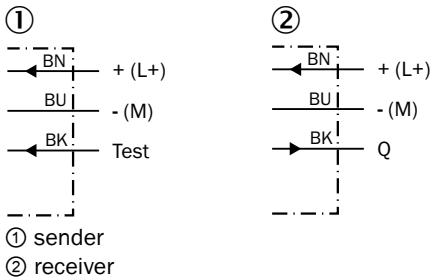 ① ②
BN + (L+) BN + (L+)
BU - (M) BU - (M)
BK Test BK Q
① sender
② receiver